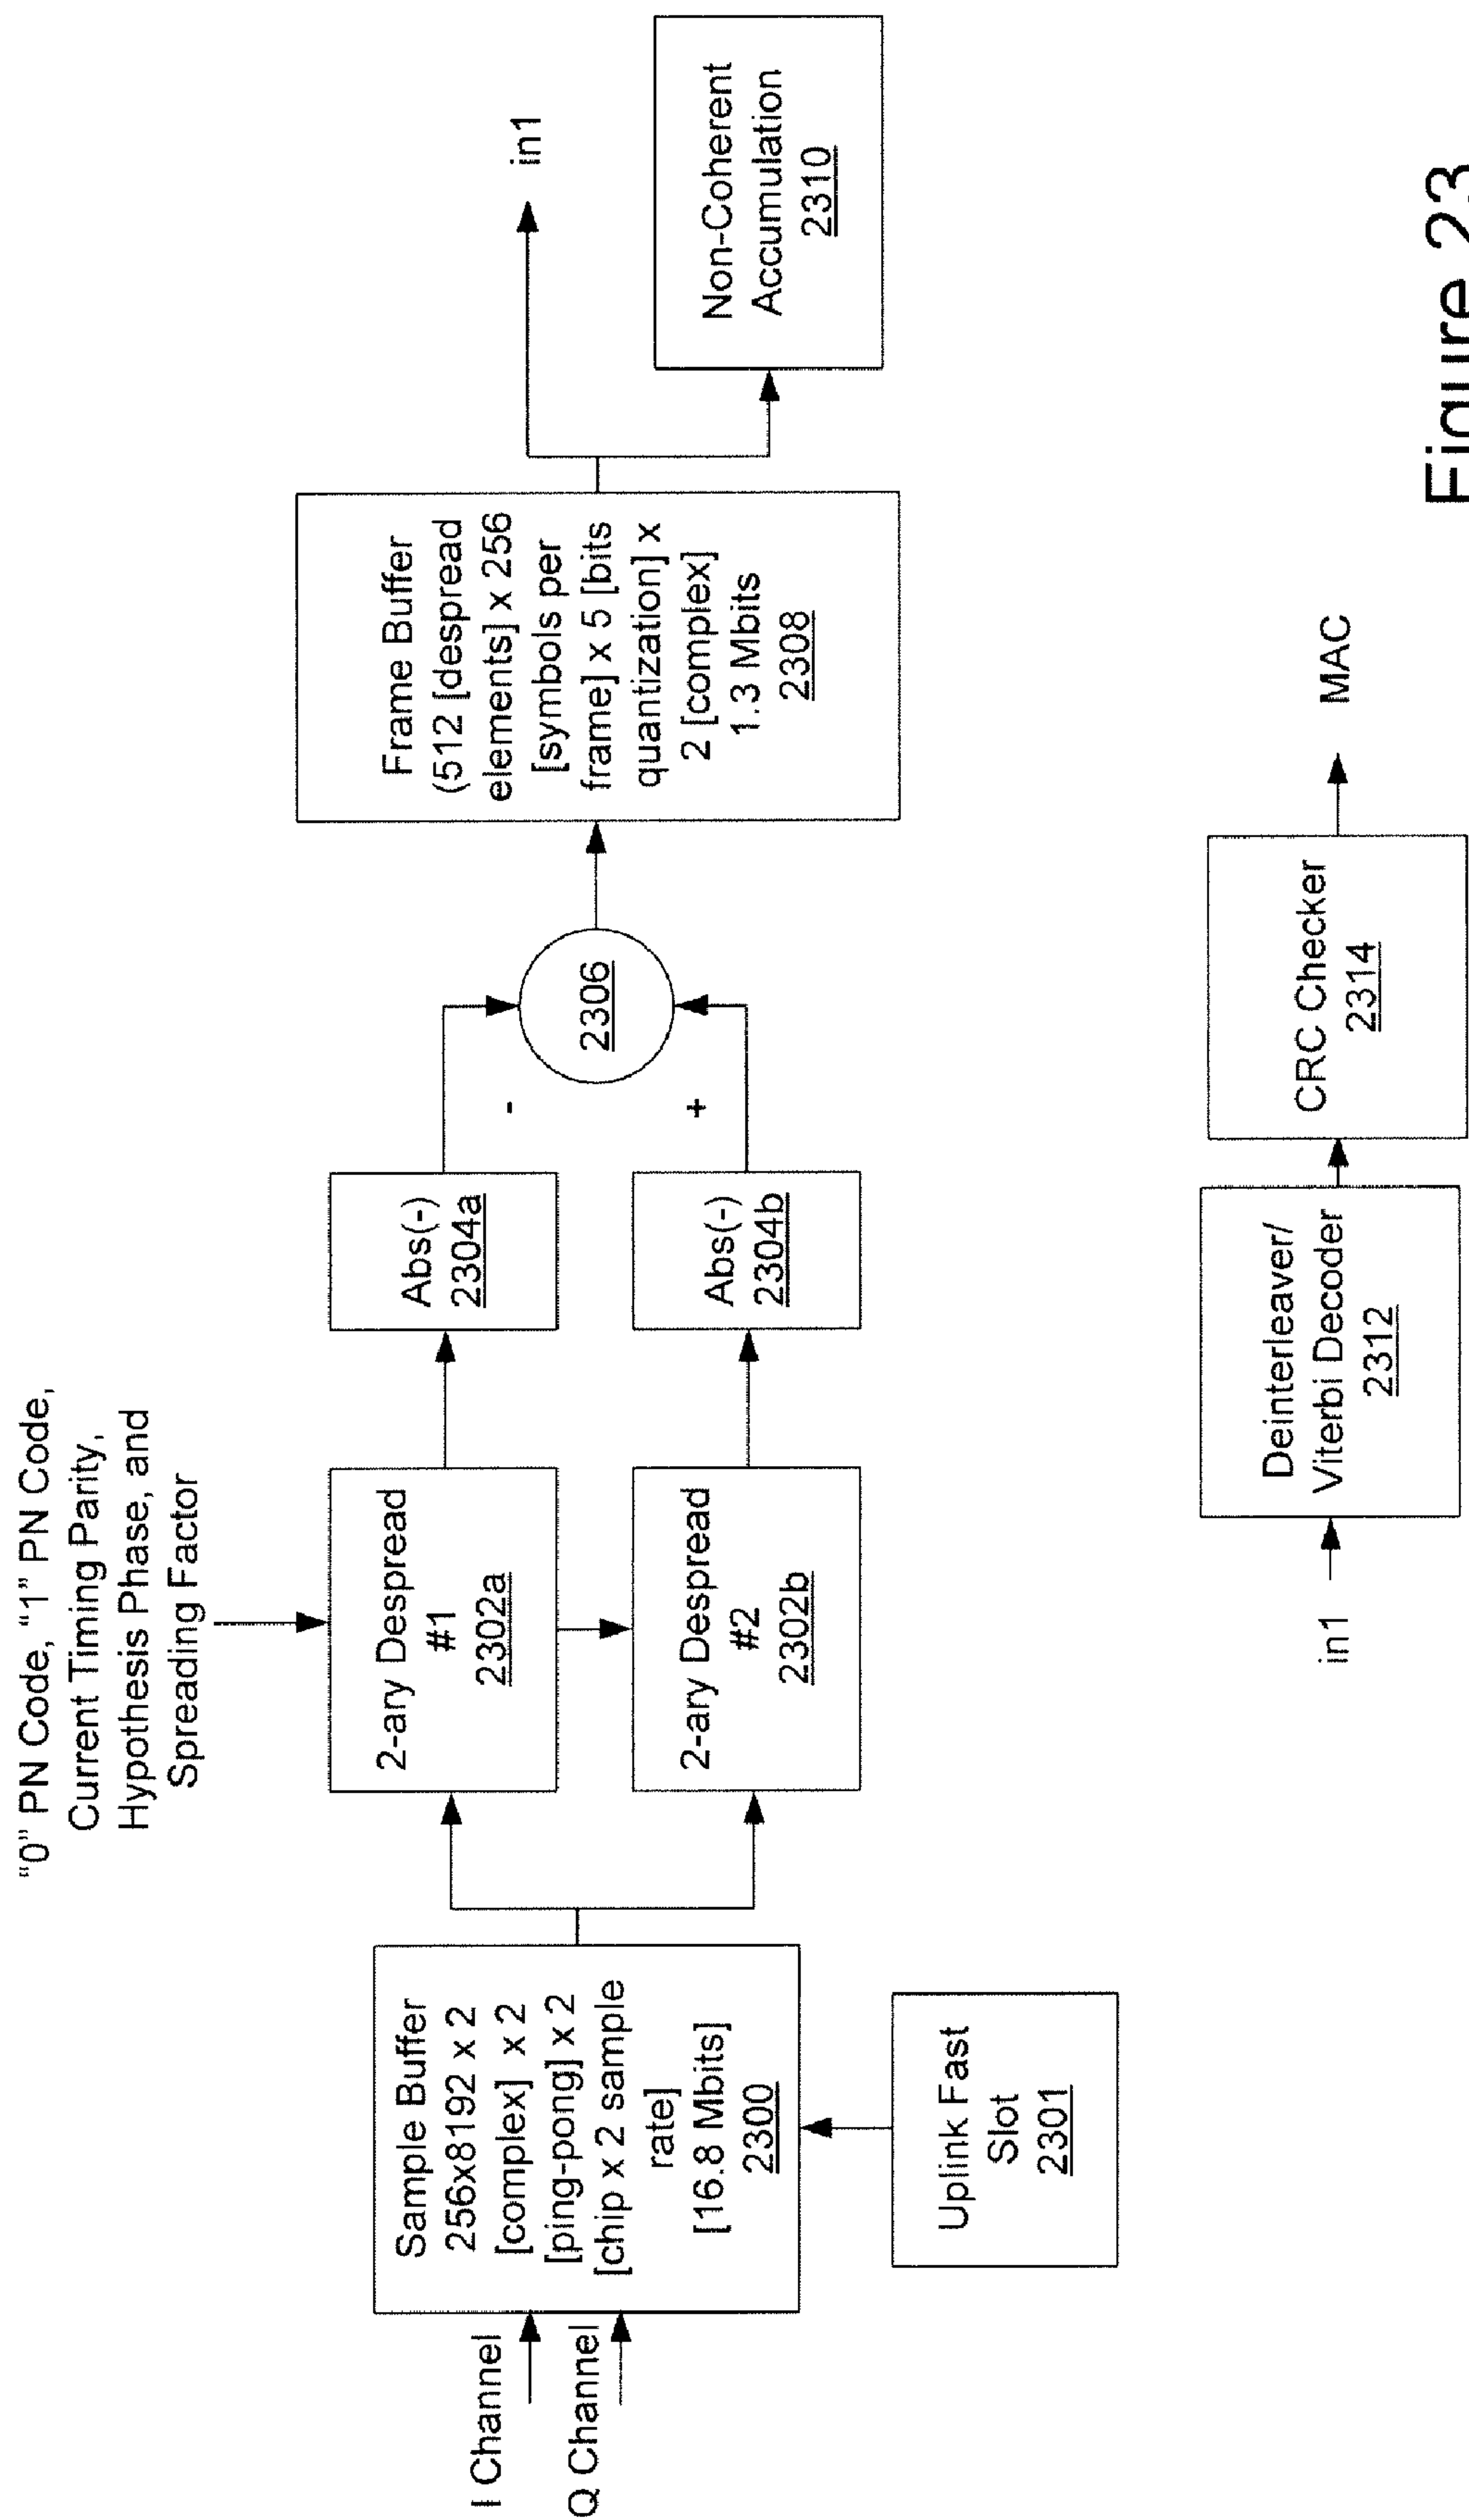 "0" PN Code, "1" PN Code,
Current Timing Parity,
Hypothesis Phase, and
Spreading Factor
I Channel
Q Channel
Sample Buffer
256x8192 x 2
[complex] x 2
[ping-pong] x 2
[chip x 2 sample
rate]
[16.8 Mbits]
2300
Uplink Fast
Slot
2301
2-ary Despread
#1
2302a
2-ary Despread
#2
2302b
Abs(-)
2304a
Abs(-)
2304b
-
+
2306
Frame Buffer
(512 [despread
elements] x 256
[symbols per
frame] x 5 [bits
quantization] x
2 [complex]
1.3 Mbits
2308
in1
Non-Coherent
Accumulation
2310
in1
Deinterleaver/
Viterbi Decoder
2312
CRC Checker
2314
MAC
Figure 23